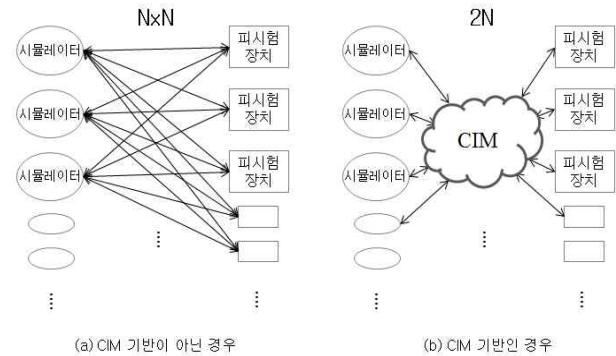 NxN
시뮬레이터
피시험
장치
시뮬레이터
피시험
장치
시뮬레이터
피시험
장치
⋮
⋮
⋮
(a) CIM 기반이 아닌 경우
2N
시뮬레이터
피시험
장치
시뮬레이터
CIM
피시험
장치
시뮬레이터
피시험
장치
⋮
⋮
⋮
(b) CIM 기반인 경우